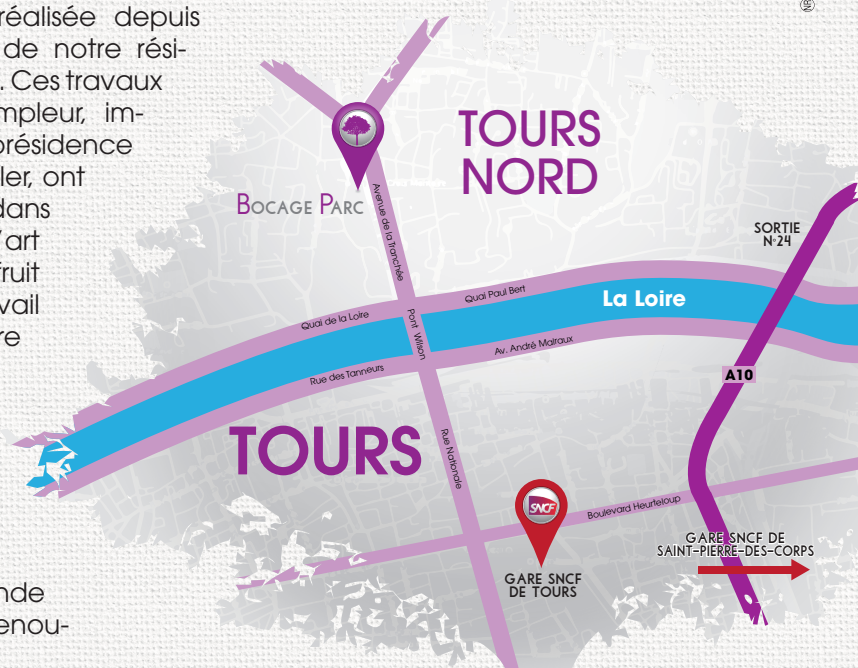 réalisée depuis
de notre rési-
. Ces travaux
mpleur, im-
présidence
ler, ont
dans
'art
fruit
vail
re
nde
enou-
TOURS
NORD
BOCAGE PARC
Avenue de la Tranchée
SORTIE
N°24
Quai de la Loire
Quai Paul Bert
La Loire
Pont Wilson
Rue des Tanneurs
Av. André Malraux
A10
TOURS
Rue Nationale
SNCF
Boulevard Heurteloup
GARE SNCF DE
SAINT-PIERRE-DES-CORPS
GARE SNCF
DE TOURS